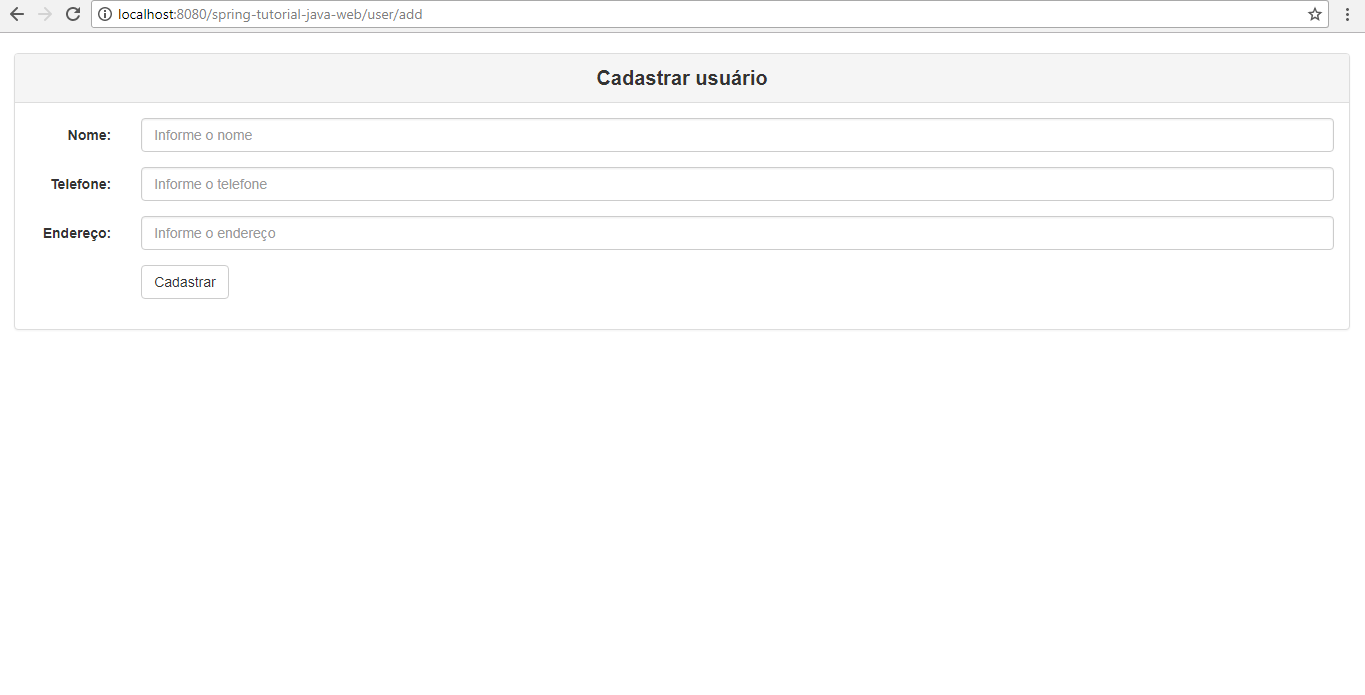 localhost:8080/spring-tutorial-java-web/user/add
Cadastrar usuário
Nome: Informe o nome
Telefone: Informe o telefone
Endereço: Informe o endereço
Cadastrar